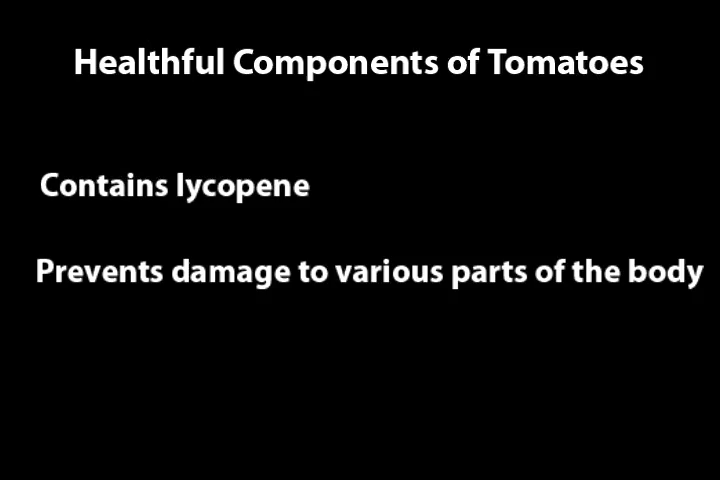 Healthful Components of Tomatoes
Contains lycopene
Prevents damage to various parts of the body